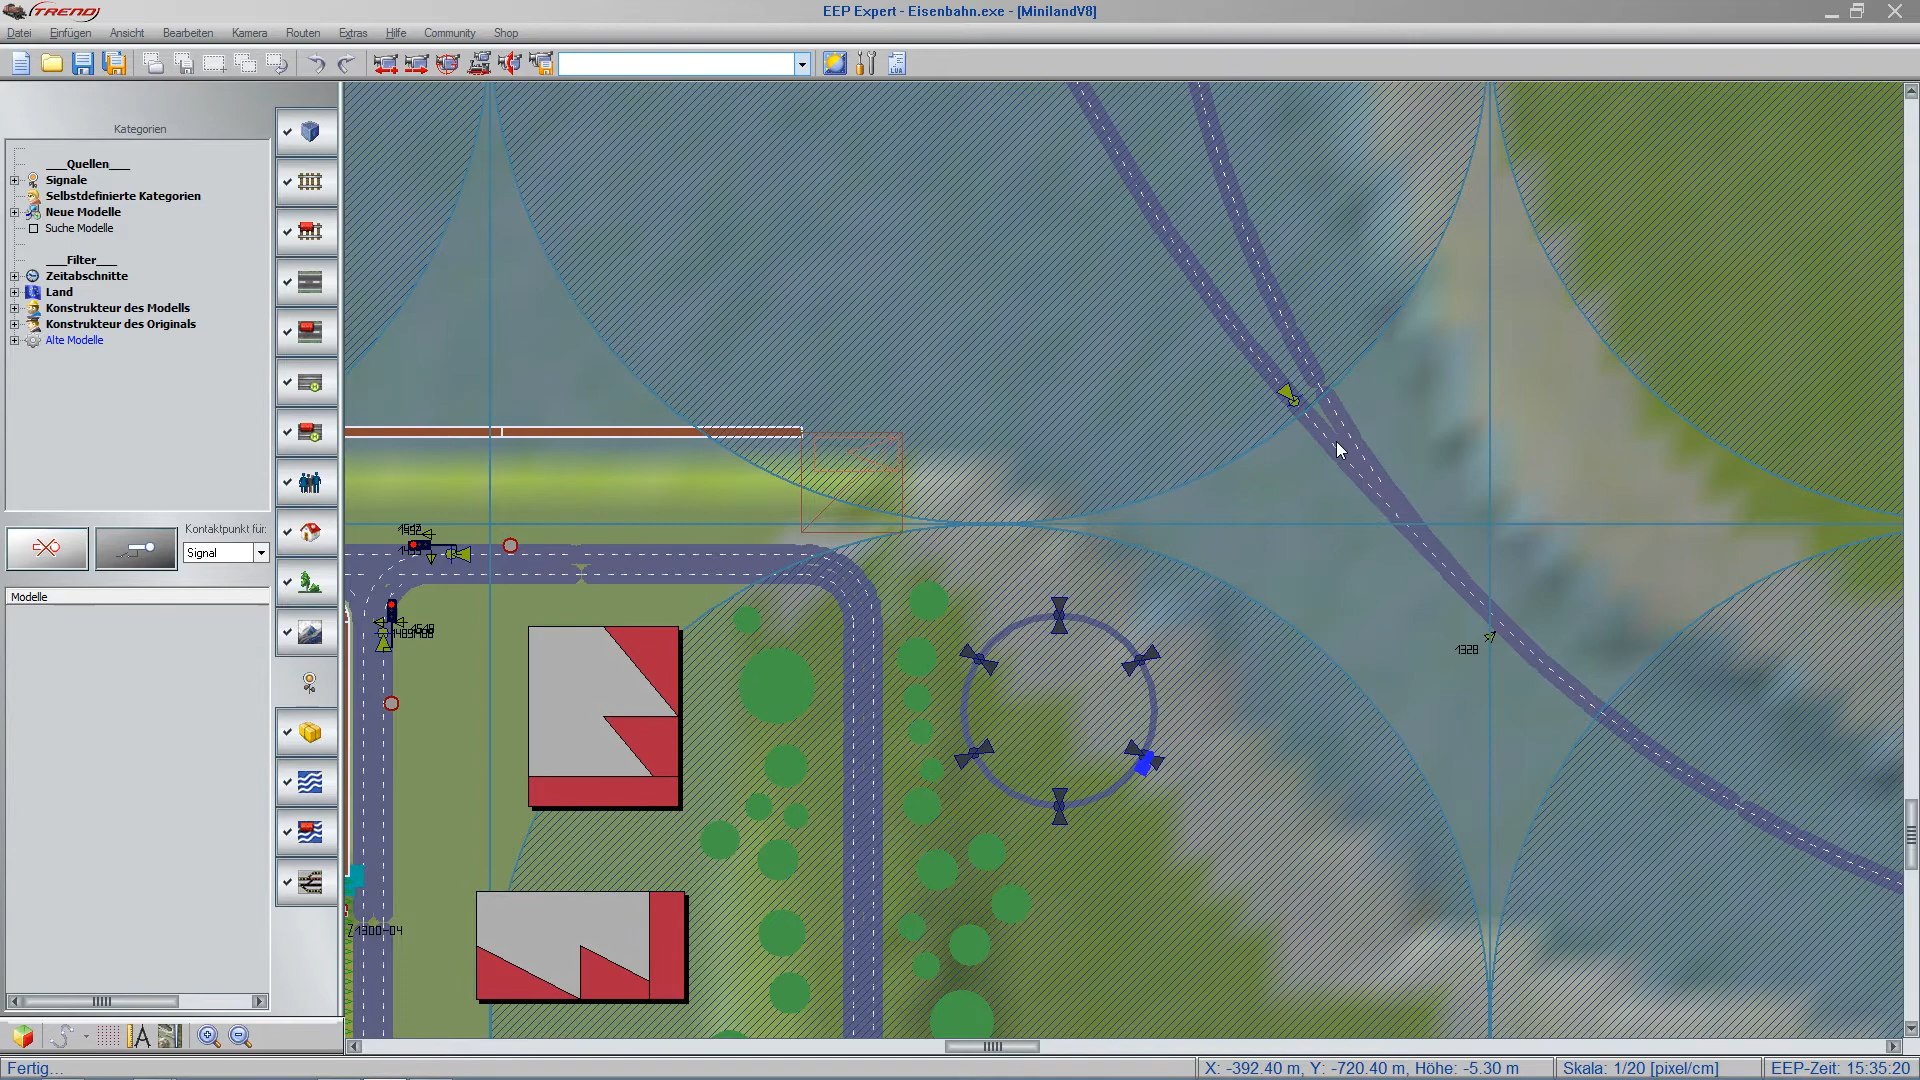 TREND
EEP Expert - Eisenbahn.exe - [MinilandV8]
Datei Einfügen Ansicht Bearbeiten Kamera Routen Extras Hilfe Community Shop
LUA
Kategorien
___Quellen___
Signale
Selbstdefinierte Kategorien
Neue Modelle
Suche Modelle
___Filter___
Zeitabschnitte
Land
Konstrukteur des Modells
Konstrukteur des Originals
Alte Modelle
Kontaktpunkt für:
Signal
Modelle
1328
Z1300-04
Fertig...
X: -392.40 m, Y: -720.40 m, Höhe: -5.30 m
Skala: 1/20 [pixel/cm]
EEP-Zeit: 15:35:20